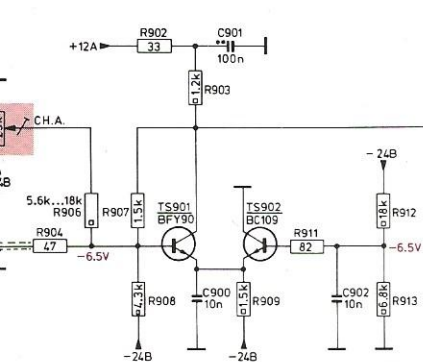 R902
C901
+12A
33
100n
1.2k
R903
CH.A.
-24B
5.6k...18k
R906
R907
1.5k
TS901
BFY90
TS902
BC109
18k
R912
R904
47
-6.5V
R911
82
-6.5V
4.3k
R908
C900
10n
1.5k
R909
C902
10n
6.8k
R913
-24B
-24B